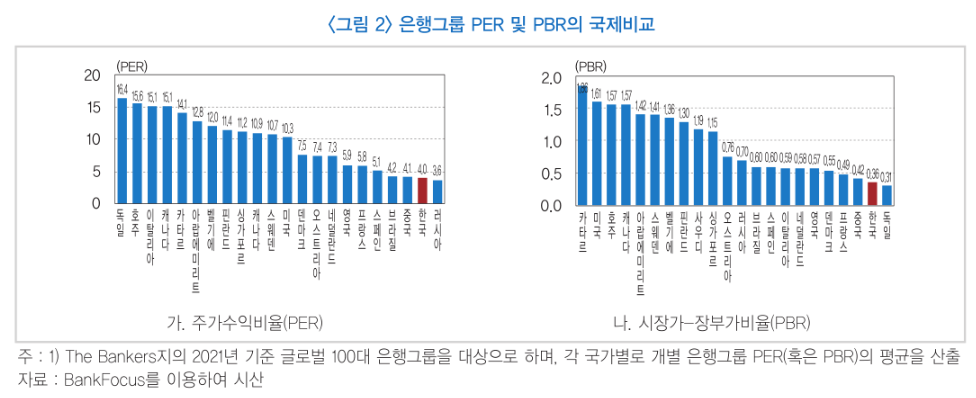 <그림 2> 은행그룹 PER 및 PBR의 국제비교
(PER)
20
15
10
5
0
16.4 15.6 15.1 15.1 14.1 12.8 12.0 11.4 11.2 10.9 10.7 10.3 7.5 7.4 7.3 5.9 5.8 5.1 4.2 4.1 4.0 3.6
독일 호주 이탈리아 캐나다 카타르 아랍에미리트 벨기에 핀란드 싱가포르 캐나다 스웨덴 미국 덴마크 오스트리아 네덜란드 영국 프랑스 스페인 브라질 중국 한국 러시아
가. 주가수익비율(PER)
(PBR)
2.0
1.5
1.0
0.5
0.0
1.86 1.61 1.57 1.57 1.42 1.41 1.36 1.30 1.19 1.15 0.76 0.70 0.60 0.60 0.59 0.58 0.57 0.55 0.49 0.42 0.36 0.31
카타르 미국 호주 캐나다 아랍에미리트 스웨덴 벨기에 핀란드 사우디 싱가포르 오스트리아 러시아 브라질 스페인 이탈리아 네덜란드 영국 덴마크 프랑스 중국 한국 독일
나. 시장가-장부가비율(PBR)
주 : 1) The Bankers지의 2021년 기준 글로벌 100대 은행그룹을 대상으로 하며, 각 국가별로 개별 은행그룹 PER(혹은 PBR)의 평균을 산출
자료 : BankFocus를 이용하여 시산